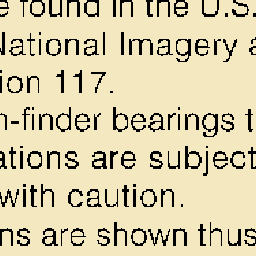 e found in the U.S.
National Imagery a
ion 117.
n-finder bearings t
ations are subject
with caution.
ns are shown thus